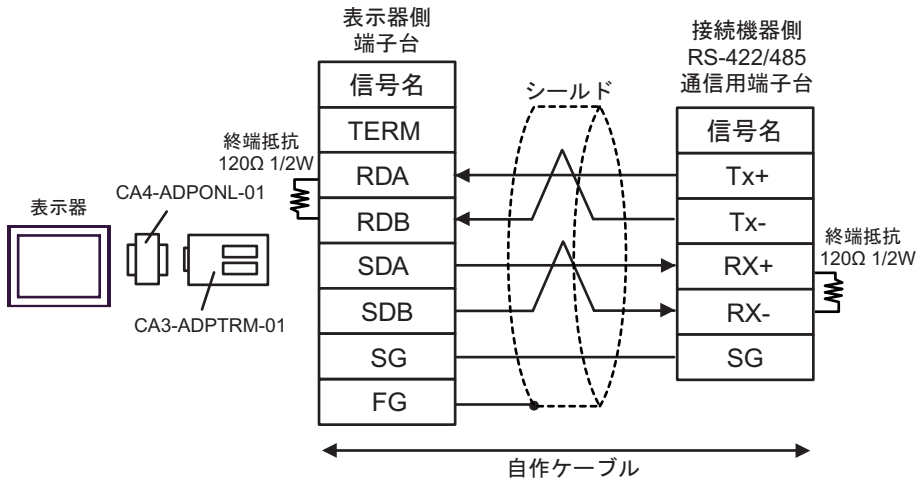 表示器側
端子台
信号名
TERM
RDA
RDB
SDA
SDB
SG
FG
終端抵抗
120Ω 1/2W
CA4-ADPONL-01
表示器
CA3-ADPTRM-01
シールド
接続機器側
RS-422/485
通信用端子台
信号名
Tx+
Tx-
RX+
RX-
SG
終端抵抗
120Ω 1/2W
自作ケーブル